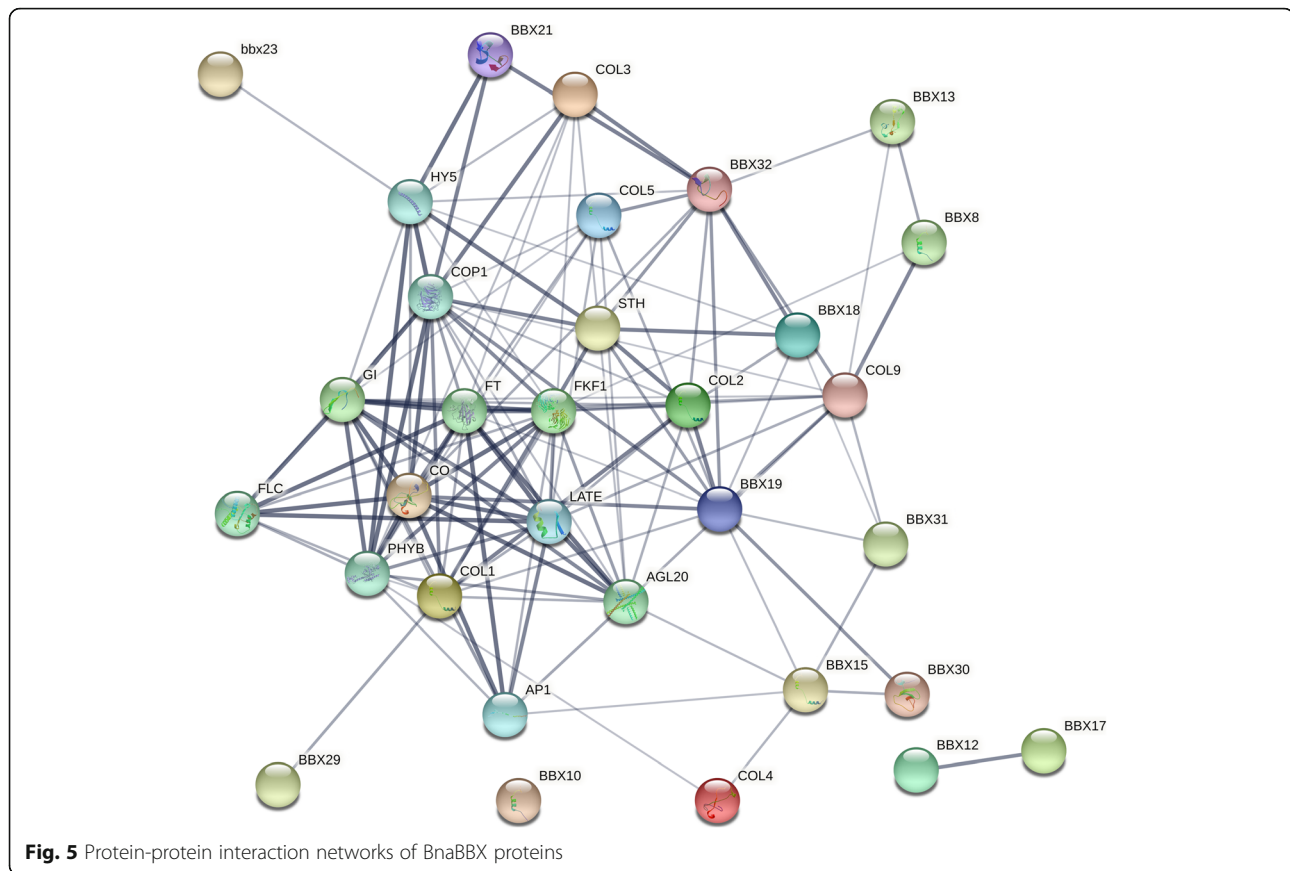 bbx23
BBX21
COL3
BBX13
BBX32
HY5
COL5
BBX8
COP1
STH
BBX18
GI
FT
FKF1
COL2
COL9
CO
LATE
BBX19
FLC
BBX31
PHYB
COL1
AGL20
AP1
BBX15
BBX30
BBX29
BBX10
COL4
BBX12
BBX17
Fig. 5 Protein-protein interaction networks of BnaBBX proteins